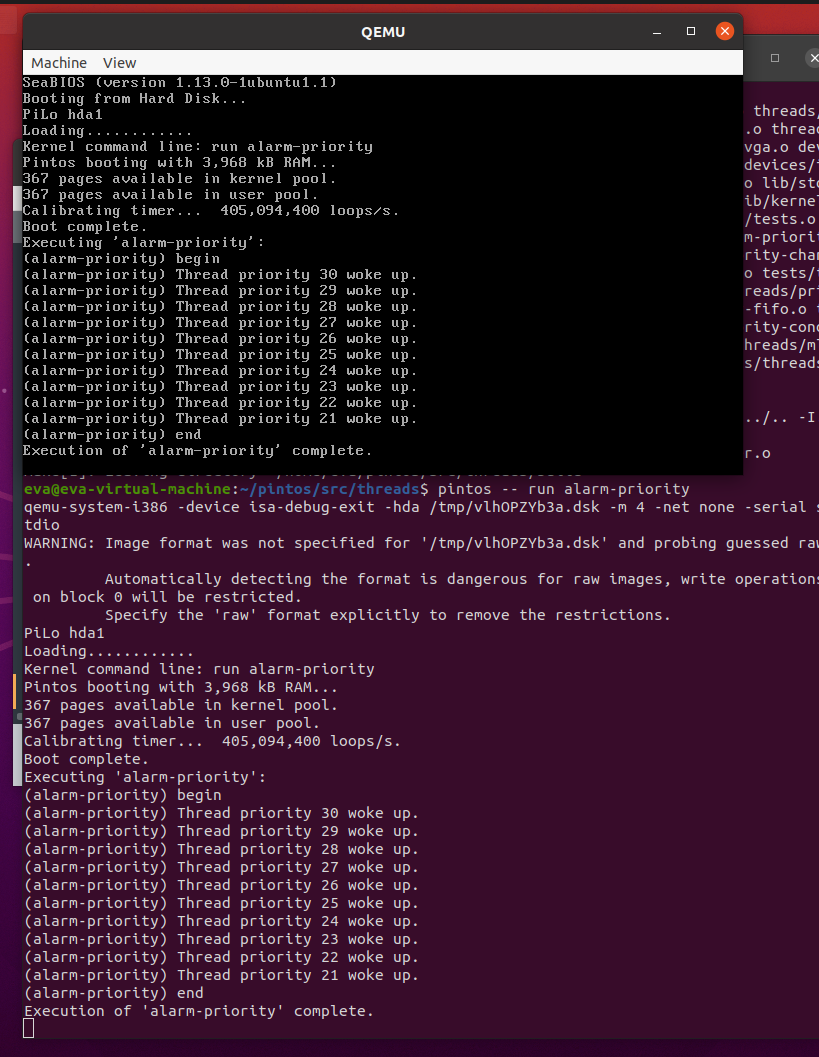 QEMU
Machine View
SeaBIOS (version 1.13.0-1ubuntu1.1)
Booting from Hard Disk...
PiLo hda1
Loading............
Kernel command line: run alarm-priority
Pintos booting with 3,968 kB RAM...
367 pages available in kernel pool.
367 pages available in user pool.
Calibrating timer...  405,094,400 loops/s.
Boot complete.
Executing 'alarm-priority':
(alarm-priority) begin
(alarm-priority) Thread priority 30 woke up.
(alarm-priority) Thread priority 29 woke up.
(alarm-priority) Thread priority 28 woke up.
(alarm-priority) Thread priority 27 woke up.
(alarm-priority) Thread priority 26 woke up.
(alarm-priority) Thread priority 25 woke up.
(alarm-priority) Thread priority 24 woke up.
(alarm-priority) Thread priority 23 woke up.
(alarm-priority) Thread priority 22 woke up.
(alarm-priority) Thread priority 21 woke up.
(alarm-priority) end
Execution of 'alarm-priority' complete.
threads/
.o threa
vga.o de
devices/
o lib/st
ib/kerne
/tests.o
m-priorit
rity-chan
o tests/
reads/pri
-fifo.o
rity-cond
hreads/m
s/threads
../.. -I
r.o
eva@eva-virtual-machine:~/pintos/src/threads$ pintos -- run alarm-priority
qemu-system-i386 -device isa-debug-exit -hda /tmp/vlhOPZYb3a.dsk -m 4 -net none -serial s
tdio
WARNING: Image format was not specified for '/tmp/vlhOPZYb3a.dsk' and probing guessed raw
.
Automatically detecting the format is dangerous for raw images, write operations
on block 0 will be restricted.
Specify the 'raw' format explicitly to remove the restrictions.
PiLo hda1
Loading............
Kernel command line: run alarm-priority
Pintos booting with 3,968 kB RAM...
367 pages available in kernel pool.
367 pages available in user pool.
Calibrating timer...  405,094,400 loops/s.
Boot complete.
Executing 'alarm-priority':
(alarm-priority) begin
(alarm-priority) Thread priority 30 woke up.
(alarm-priority) Thread priority 29 woke up.
(alarm-priority) Thread priority 28 woke up.
(alarm-priority) Thread priority 27 woke up.
(alarm-priority) Thread priority 26 woke up.
(alarm-priority) Thread priority 25 woke up.
(alarm-priority) Thread priority 24 woke up.
(alarm-priority) Thread priority 23 woke up.
(alarm-priority) Thread priority 22 woke up.
(alarm-priority) Thread priority 21 woke up.
(alarm-priority) end
Execution of 'alarm-priority' complete.